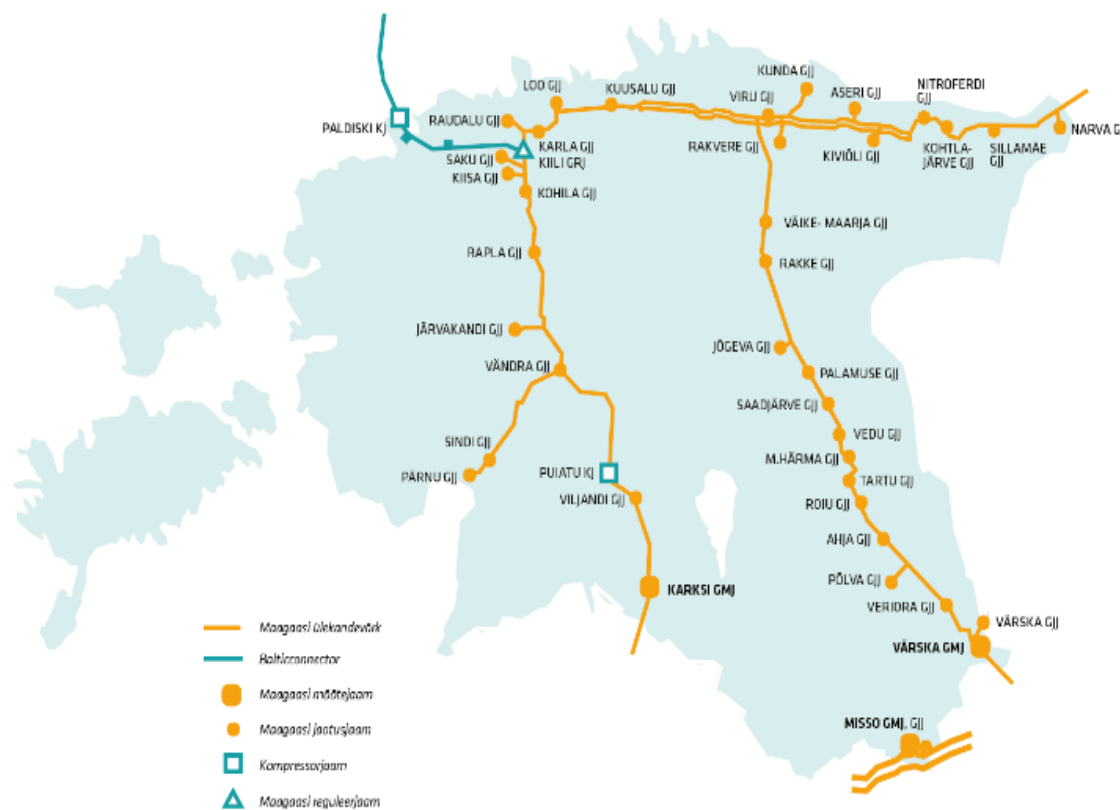 KUNDA GJJ
LOO GJJ
KUUSALU GJJ
VIRU GJJ
ASERI GJJ
NITROFERDI
GJJ
PALDISKI KJ
RAUDALU GJJ
KARLA GJJ
KIILI GRJ
RAKVERE GJJ
KIVIÕLI GJJ
KOHTLA-
JÄRVE GJJ
SILLAMÄE
GJJ
NARVA G
SAKU GJJ
KIISA GJJ
KOHILA GJJ
VÄIKE- MAARJA GJJ
RAPLA GJJ
RAKKE GJJ
JÄRVAKANDI GJJ
JÕGEVA GJJ
VÄNDRA GJJ
PALAMUSE GJJ
SAADJÄRVE GJJ
VEDU GJJ
SINDI GJJ
M.HÄRMA GJJ
PÄRNU GJJ
PUIATU KJ
TARTU GJJ
VILJANDI GJJ
ROIU GJJ
AHJA GJJ
PÕLVA GJJ
KARKSI GMJ
VERIORA GJJ
VÄRSKA GJJ
VÄRSKA GMJ
MISSO GMJ, GJJ
Maagaasi ülekandevõrk
Balticconnector
Maagaasi mõõtejaam
Maagaasi jaotusjaam
Kompressorjaam
Maagaasi reguleerjaam